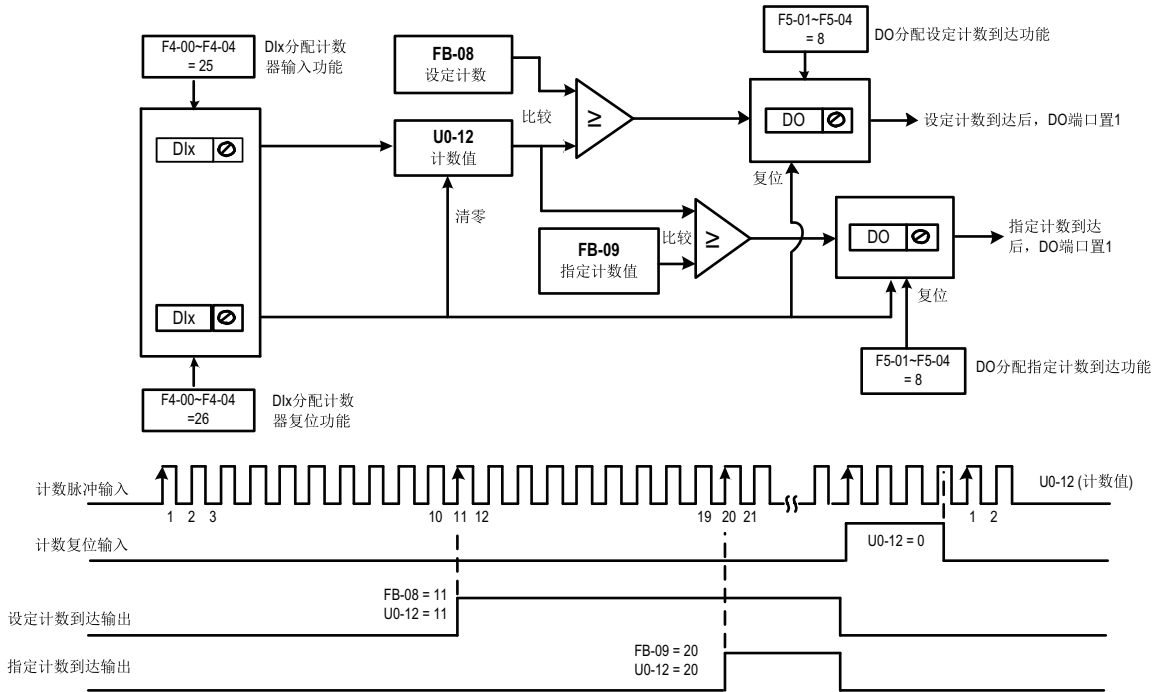 F4-00~F4-04
= 25
DIx分配计数
器输入功能
FB-08
设定计数
F5-01~F5-04
= 8
DO分配设定计数到达功能
比较
≥
DO
设定计数到达后，DO端口置1
DIx
U0-12
计数值
复位
清零
FB-09
指定计数值
比较
≥
DO
指定计数到达
后，DO端口置1
复位
DIx
F4-00~F4-04
=26
DIx分配计数
器复位功能
F5-01~F5-04
= 8
DO分配指定计数到达功能
计数脉冲输入
U0-12 (计数值)
1 2 3 10 11 12 19 20 21 1 2
计数复位输入
U0-12 = 0
FB-08 = 11
U0-12 = 11
设定计数到达输出
FB-09 = 20
U0-12 = 20
指定计数到达输出